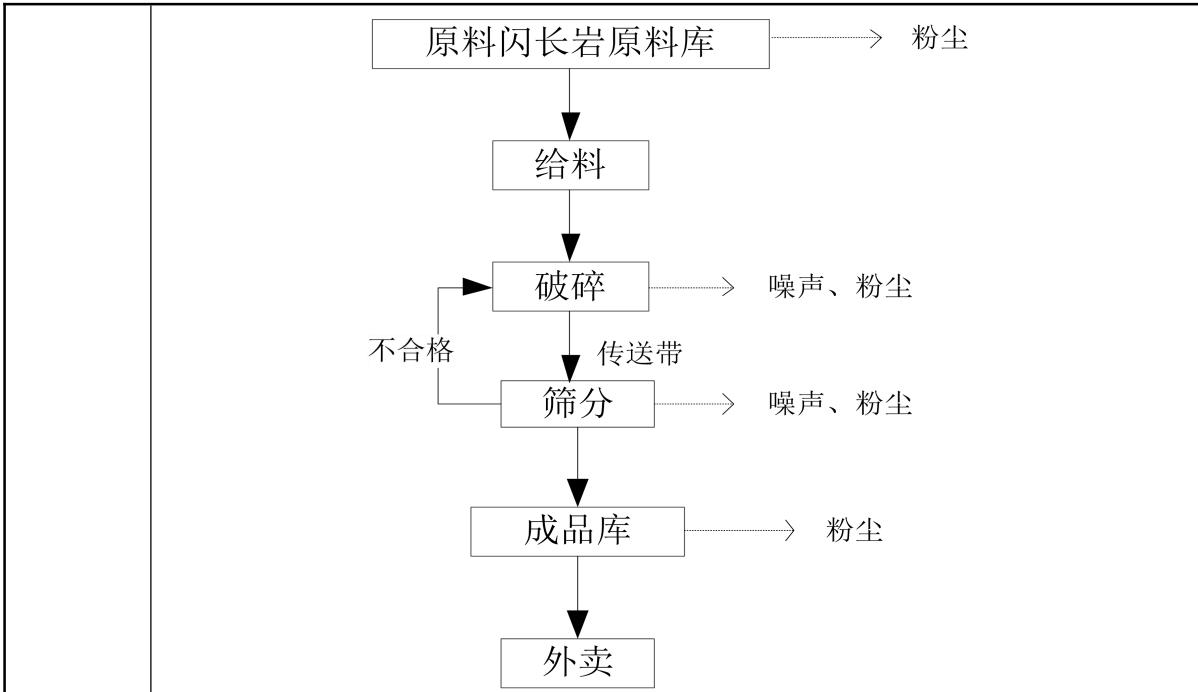 原料闪长岩原料库
粉尘
给料
破碎
噪声、粉尘
不合格
传送带
筛分
噪声、粉尘
成品库
粉尘
外卖